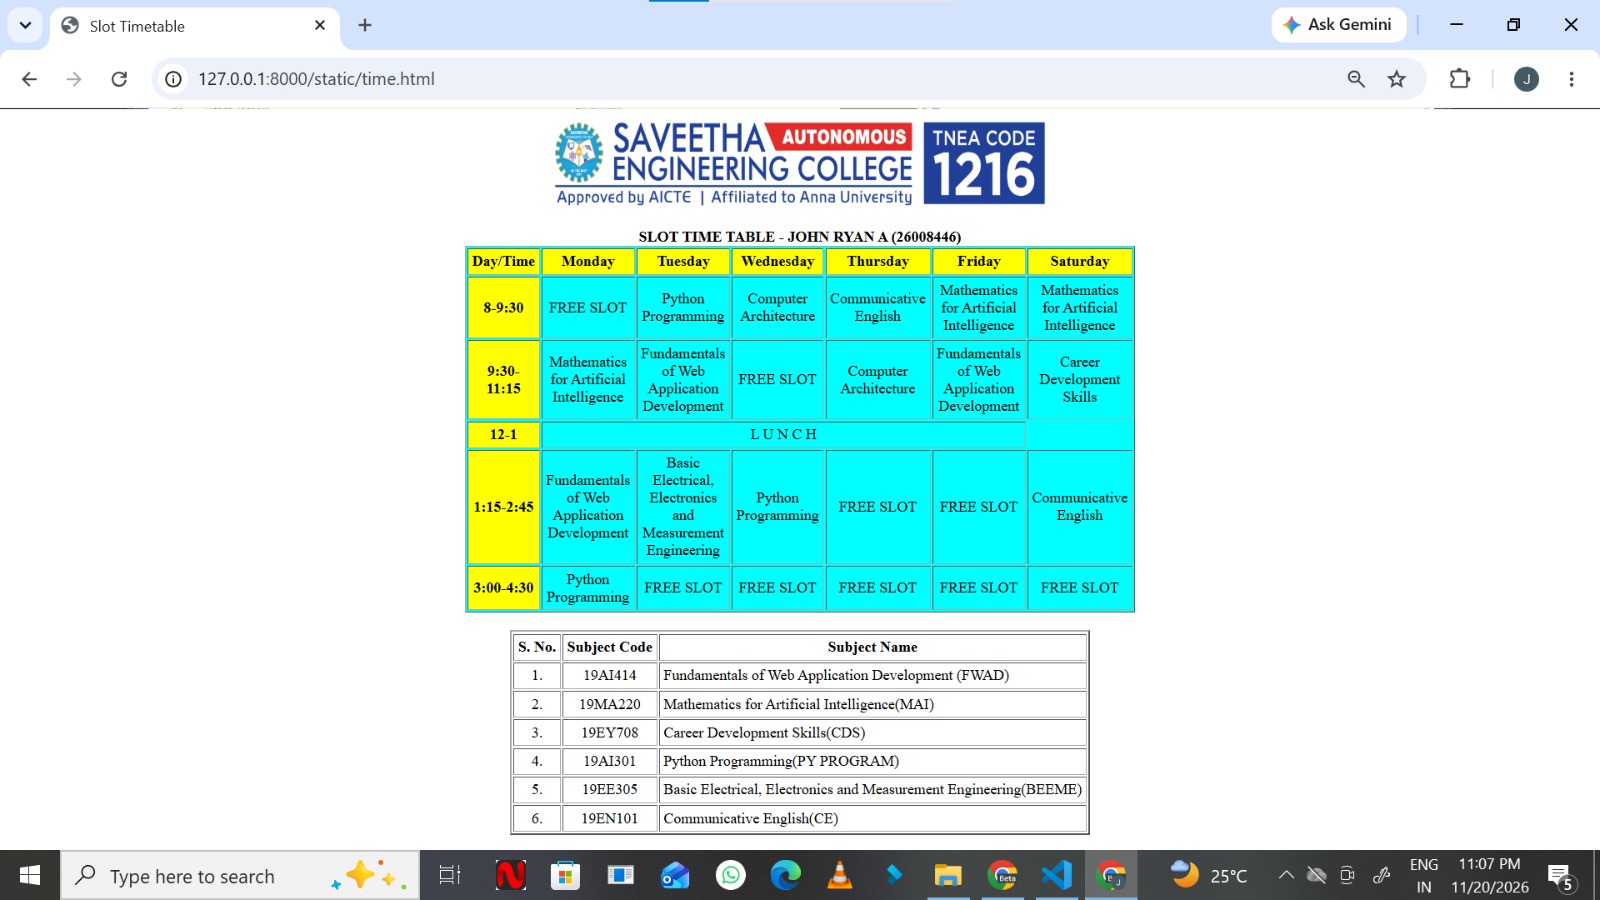 Slot Timetable
Ask Gemini
127.0.0.1:8000/static/time.html
J
SAVEETHA AUTONOMOUS
ENGINEERING COLLEGE
Approved by AICTE | Affiliated to Anna University
TNEA CODE
1216
SLOT TIME TABLE - JOHN RYAN A (26008446)
Day/Time Monday Tuesday Wednesday Thursday Friday Saturday
8-9:30 FREE SLOT Python Programming Computer Architecture Communicative English Mathematics for Artificial Intelligence Mathematics for Artificial Intelligence
9:30-11:15 Mathematics for Artificial Intelligence Fundamentals of Web Application Development FREE SLOT Computer Architecture Fundamentals of Web Application Development Career Development Skills
12-1 L U N C H
1:15-2:45 Fundamentals of Web Application Development Basic Electrical, Electronics and Measurement Engineering Python Programming FREE SLOT FREE SLOT Communicative English
3:00-4:30 Python Programming FREE SLOT FREE SLOT FREE SLOT FREE SLOT FREE SLOT
S. No. Subject Code Subject Name
1. 19AI414 Fundamentals of Web Application Development (FWAD)
2. 19MA220 Mathematics for Artificial Intelligence(MAI)
3. 19EY708 Career Development Skills(CDS)
4. 19AI301 Python Programming(PY PROGRAM)
5. 19EE305 Basic Electrical, Electronics and Measurement Engineering(BEEME)
6. 19EN101 Communicative English(CE)
Type here to search
Beta
25°C
ENG
IN
11:07 PM
11/20/2026
5